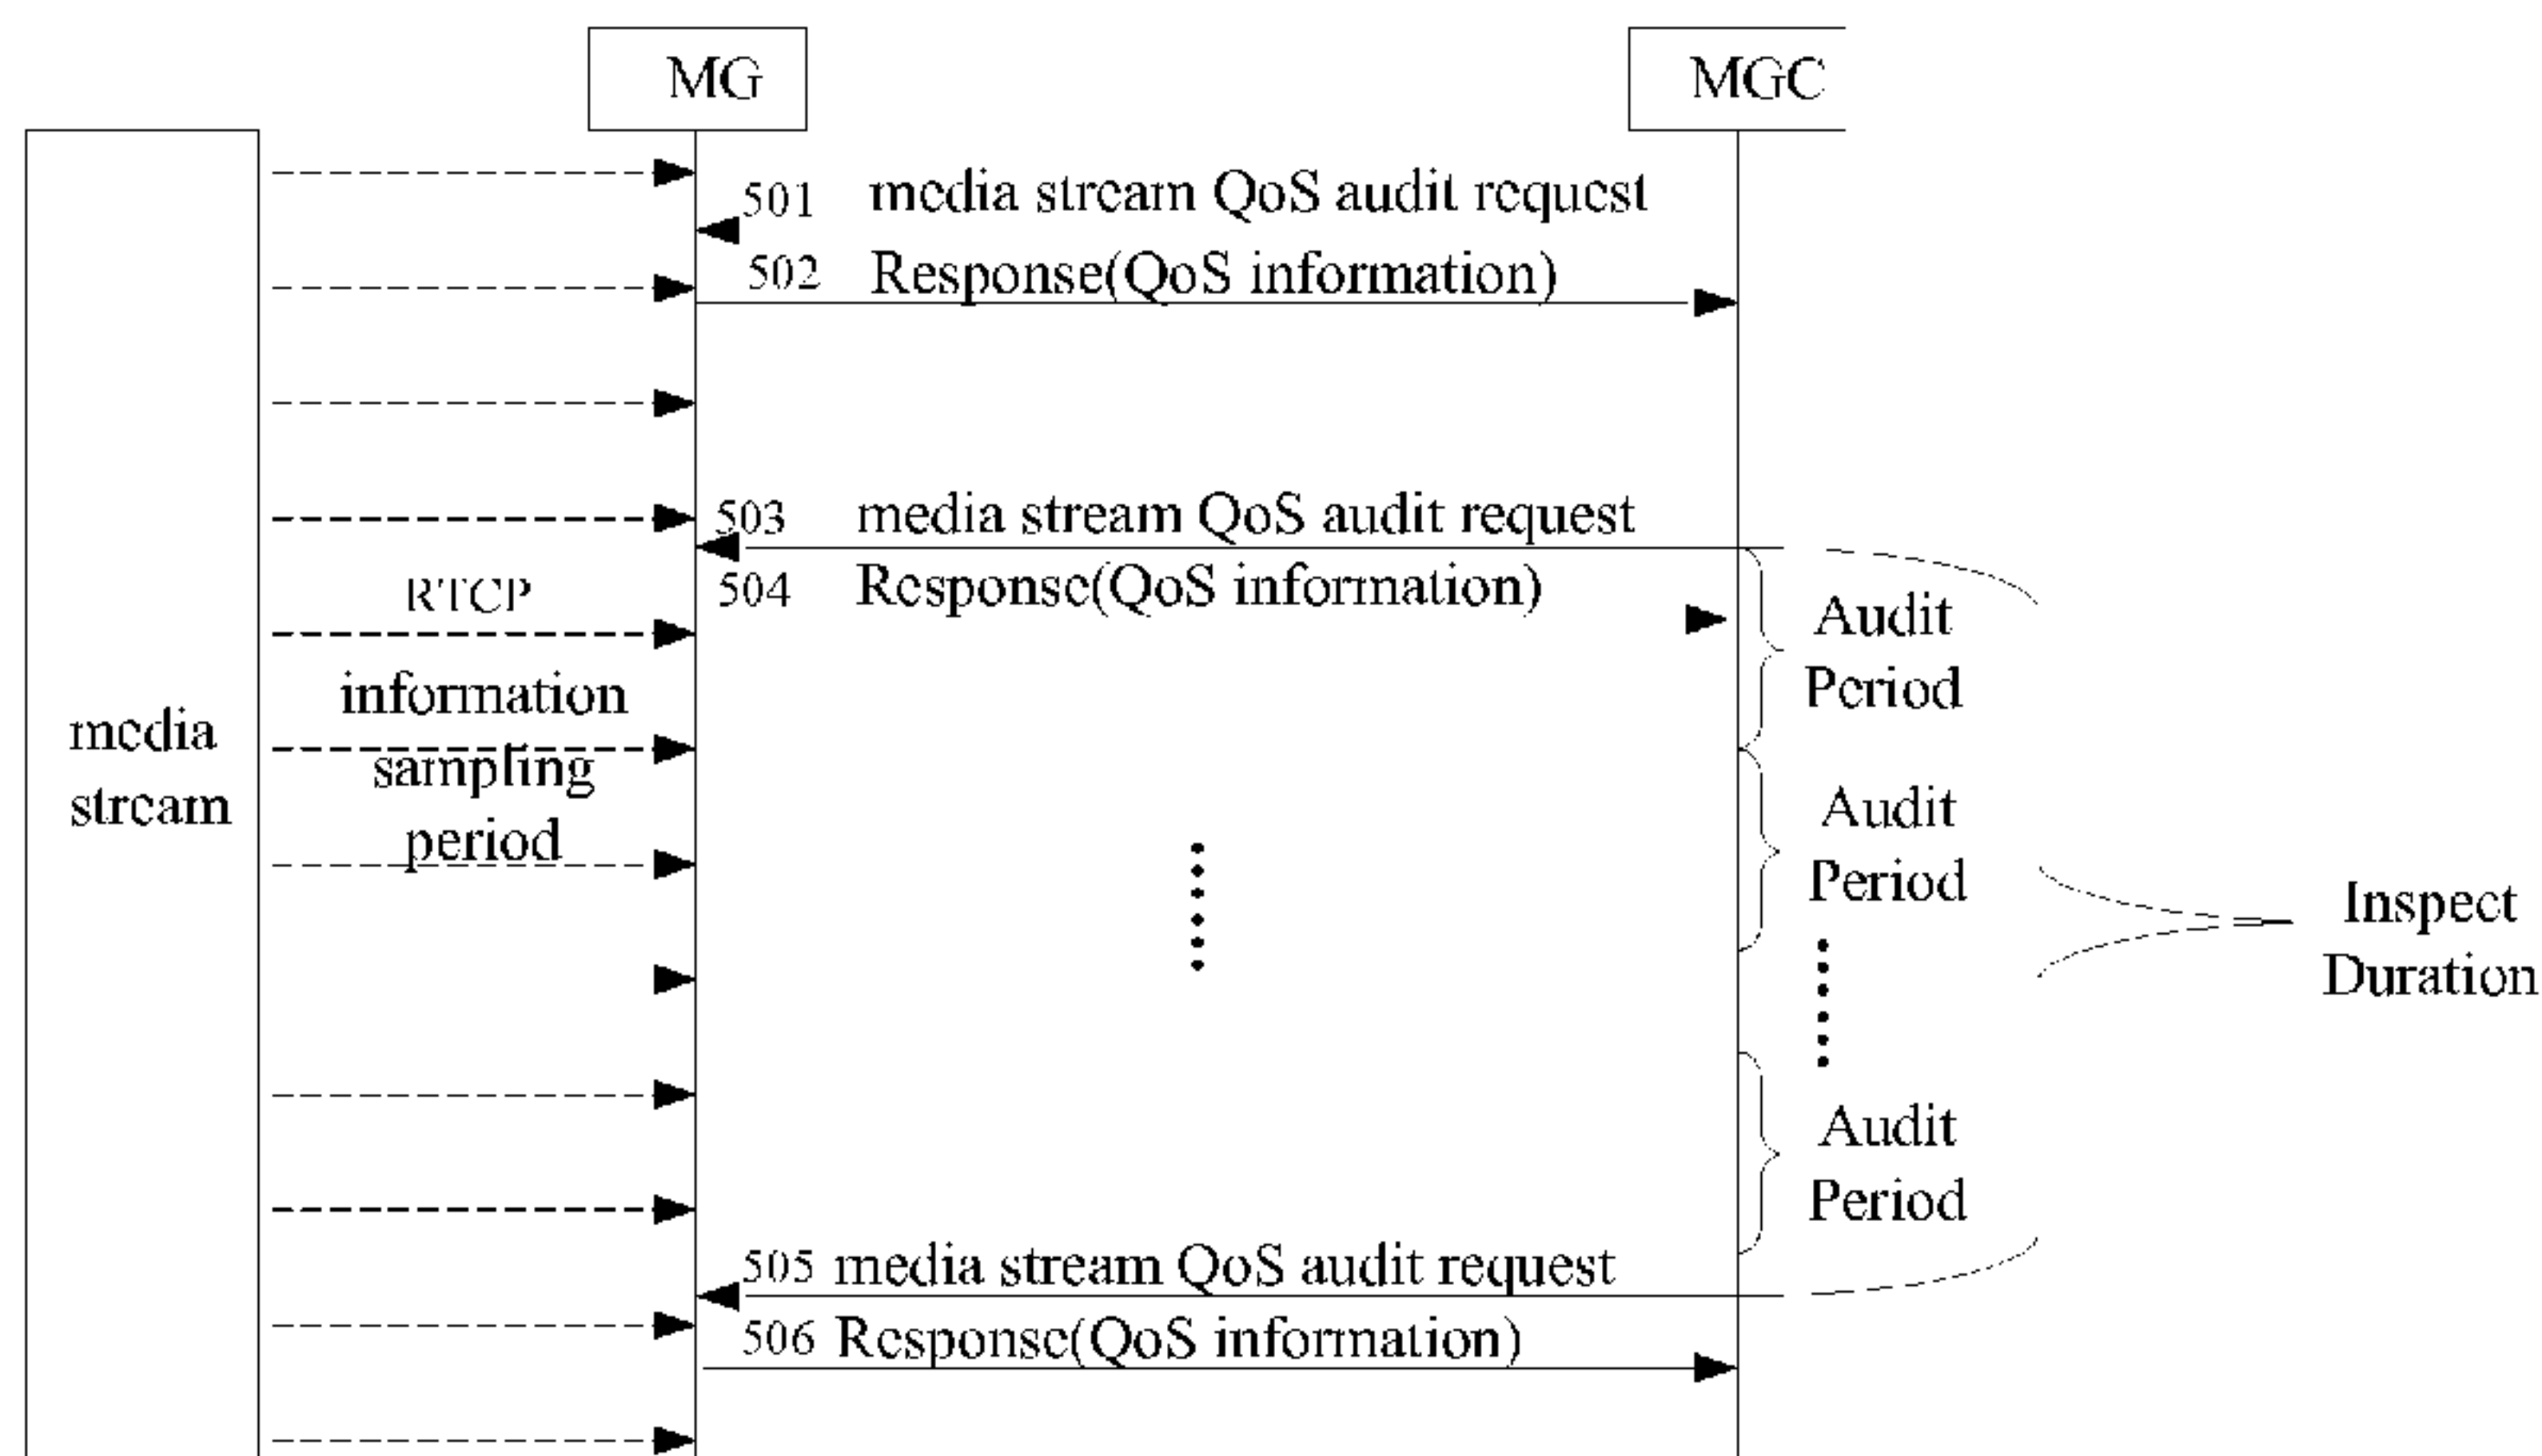 MG
MGC
501 media stream QoS audit request
502 Response(QoS information)
503 media stream QoS audit request
504 Response(QoS information)
RTCP
information
sampling
period
media
stream
Audit
Period
Audit
Period
Inspect
Duration
Audit
Period
505 media stream QoS audit request
506 Response(QoS information)